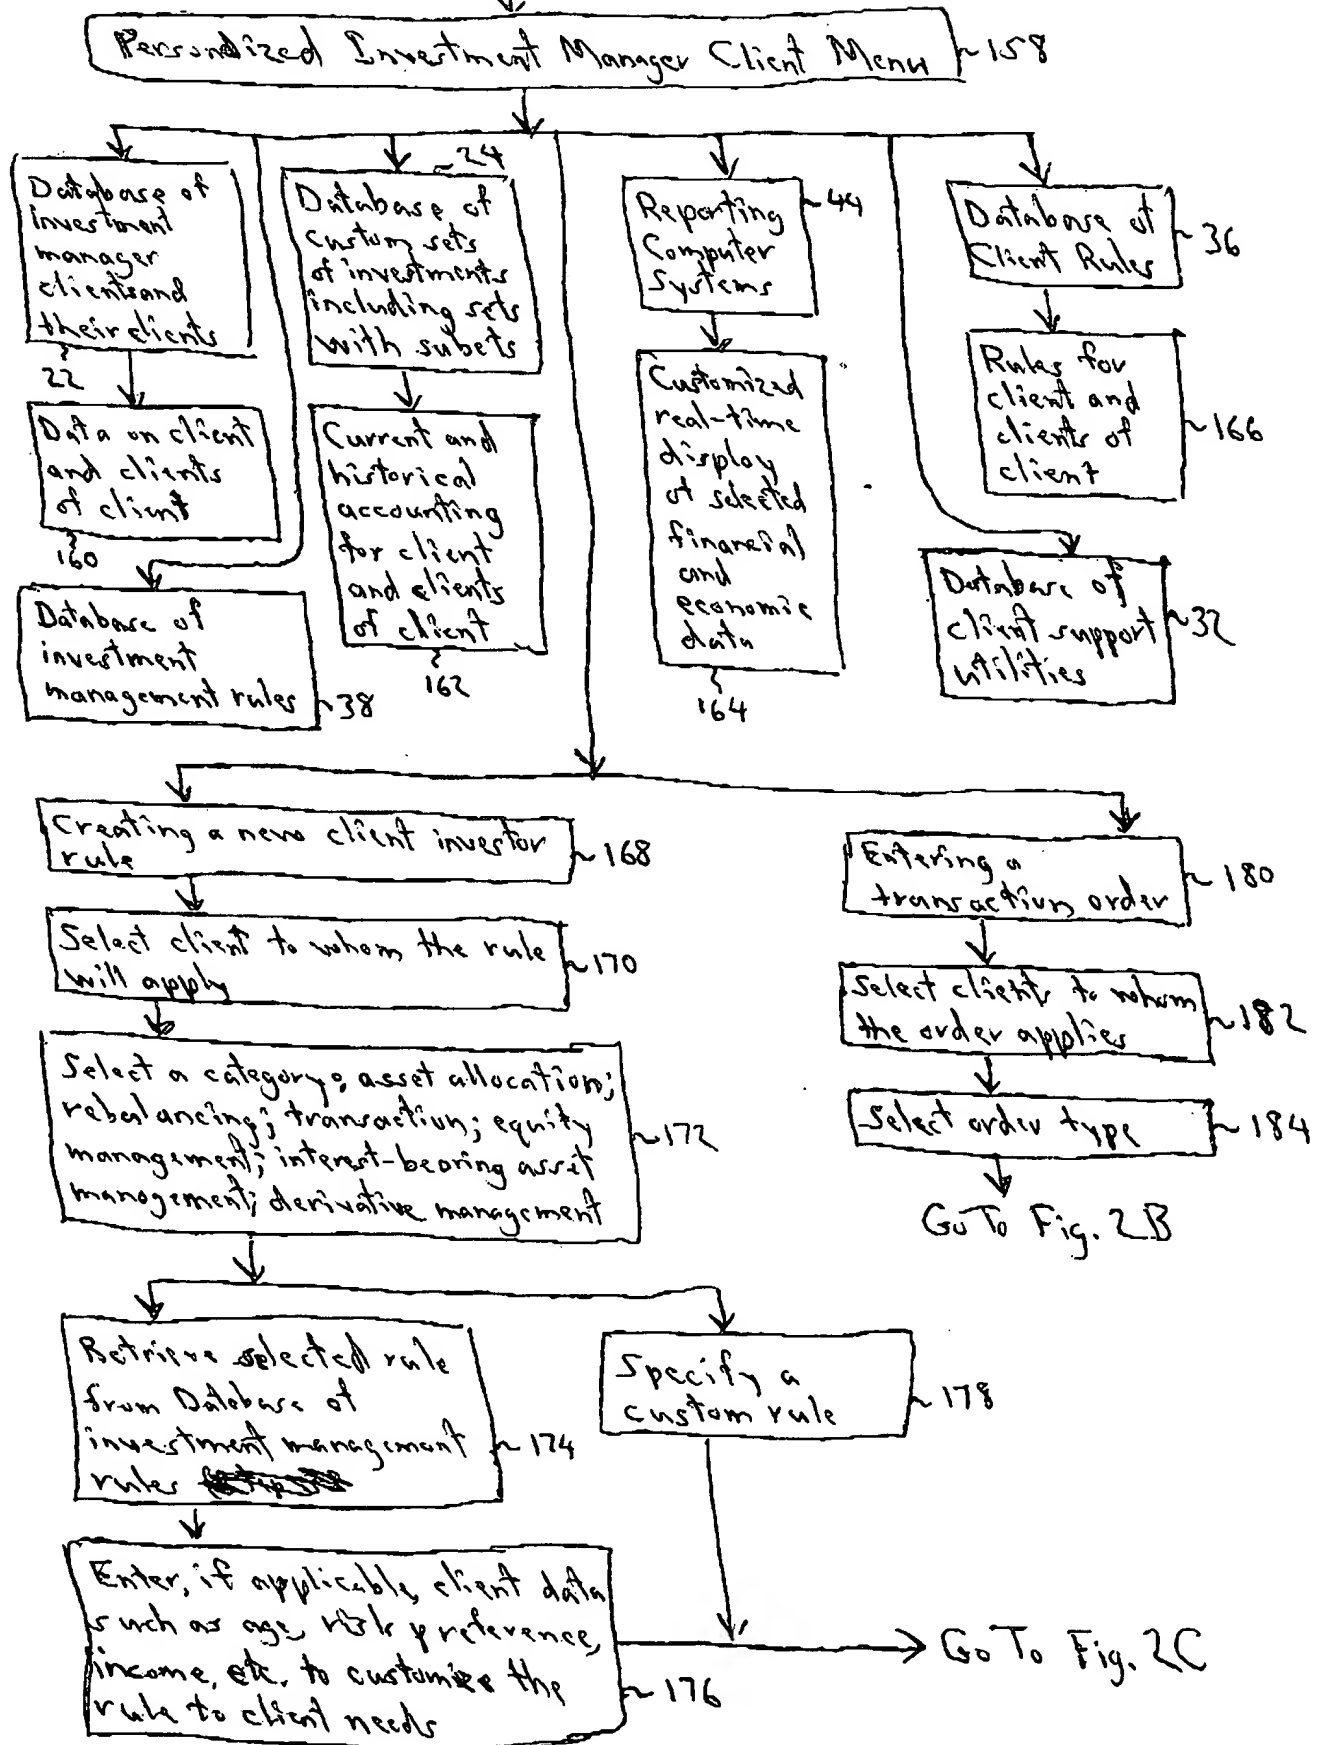 Personalized Investment Manager Client Menu
158
Database of
investment
manager
clients and
their clients
22
24
Database of
custom sets
of investments
including sets
with subets
Reporting
Computer
Systems
44
Database of
Client Rules
36
Data on client
and clients
of client
160
Current and
historical
accounting
for client
and clients
of client
162
Customized
real-time
display
of selected
financial
and
economic
data
164
Rules for
client and
clients of
client
166
Database of
investment
management rules
38
Database of
client support
utilities
32
Creating a new client investor
rule
168
Select client to whom the rule
will apply
170
Select a category: asset allocation;
rebalancing; transaction; equity
management; interest-bearing asset
management; derivative management
172
Entering a
transaction order
180
Select clients to whom
the order applies
182
Select order type
184
Go To Fig. 2B
Retrieve selected rule
from Database of
investment management
rules
174
Specify a
custom rule
178
Enter, if applicable, client data
such as age, risk preference,
income, etc. to customize the
rule to client needs
176
Go To Fig. 2C